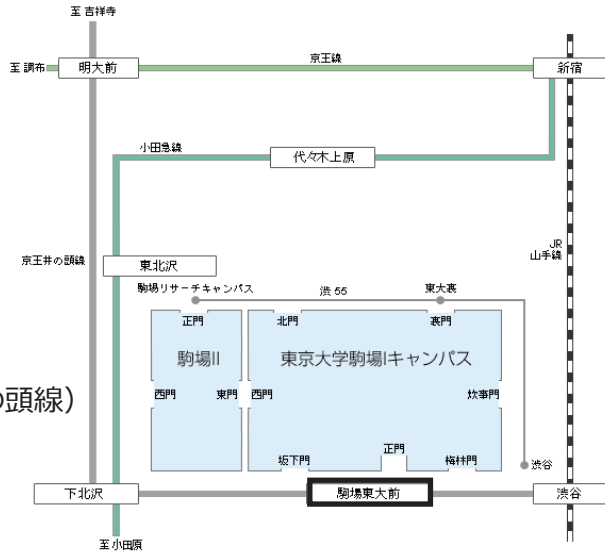 至 吉祥寺
京王線
至 調布
明大前
新宿
小田急線
代々木上原
JR
山手線
京王井の頭線
東北沢
駒場リサーチキャンパス
渋 55
東大裏
正門
北門
裏門
駒場II
東京大学駒場Iキャンパス
西門
東門
西門
炊事門
の頭線）
坂下門
正門
梅林門
渋谷
下北沢
駒場東大前
渋谷
至 小田原